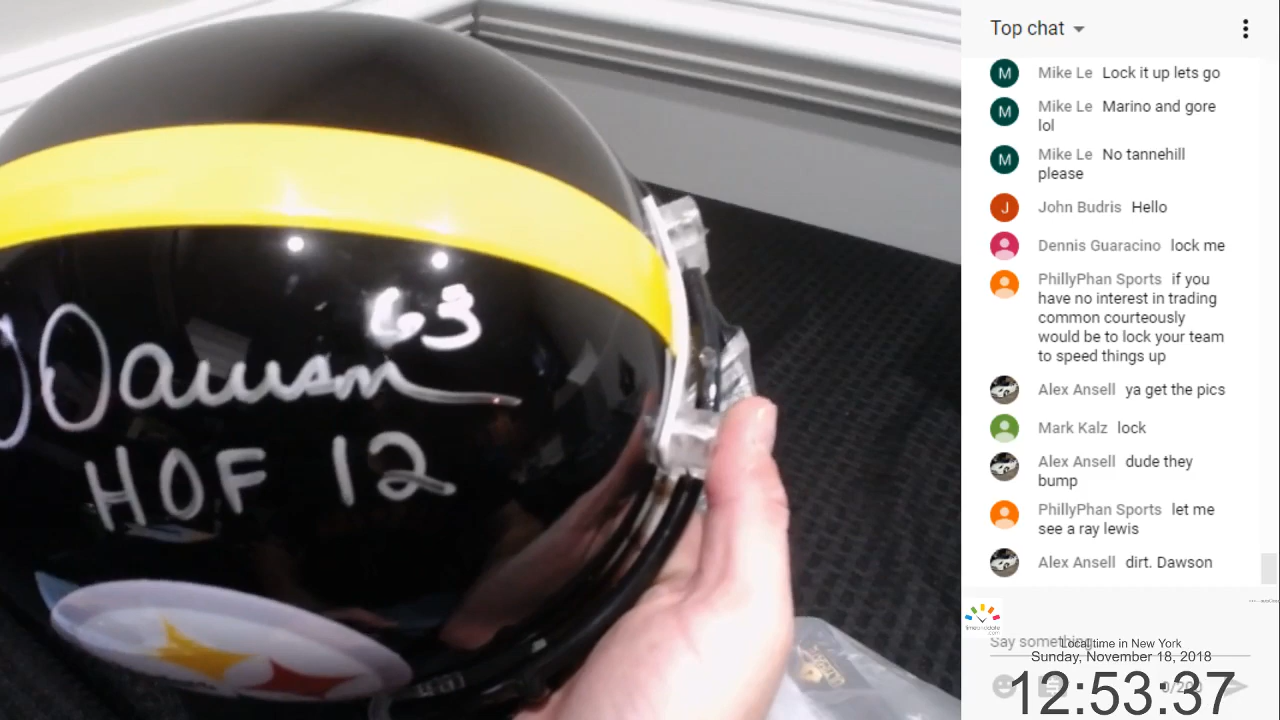 63
Dawson
HOF 12
Top chat
Mike Le Lock it up lets go
Mike Le Marino and gore
lol
Mike Le No tannehill
please
John Budris Hello
Dennis Guaracino lock me
PhillyPhan Sports if you
have no interest in trading
common courteously
would be to lock your team
to speed things up
Alex Ansell ya get the pics
Mark Kalz lock
Alex Ansell dude they
bump
PhillyPhan Sports let me
see a ray lewis
Alex Ansell dirt. Dawson
Say something...
Local time in New York
Sunday, November 18, 2018
12:53:37